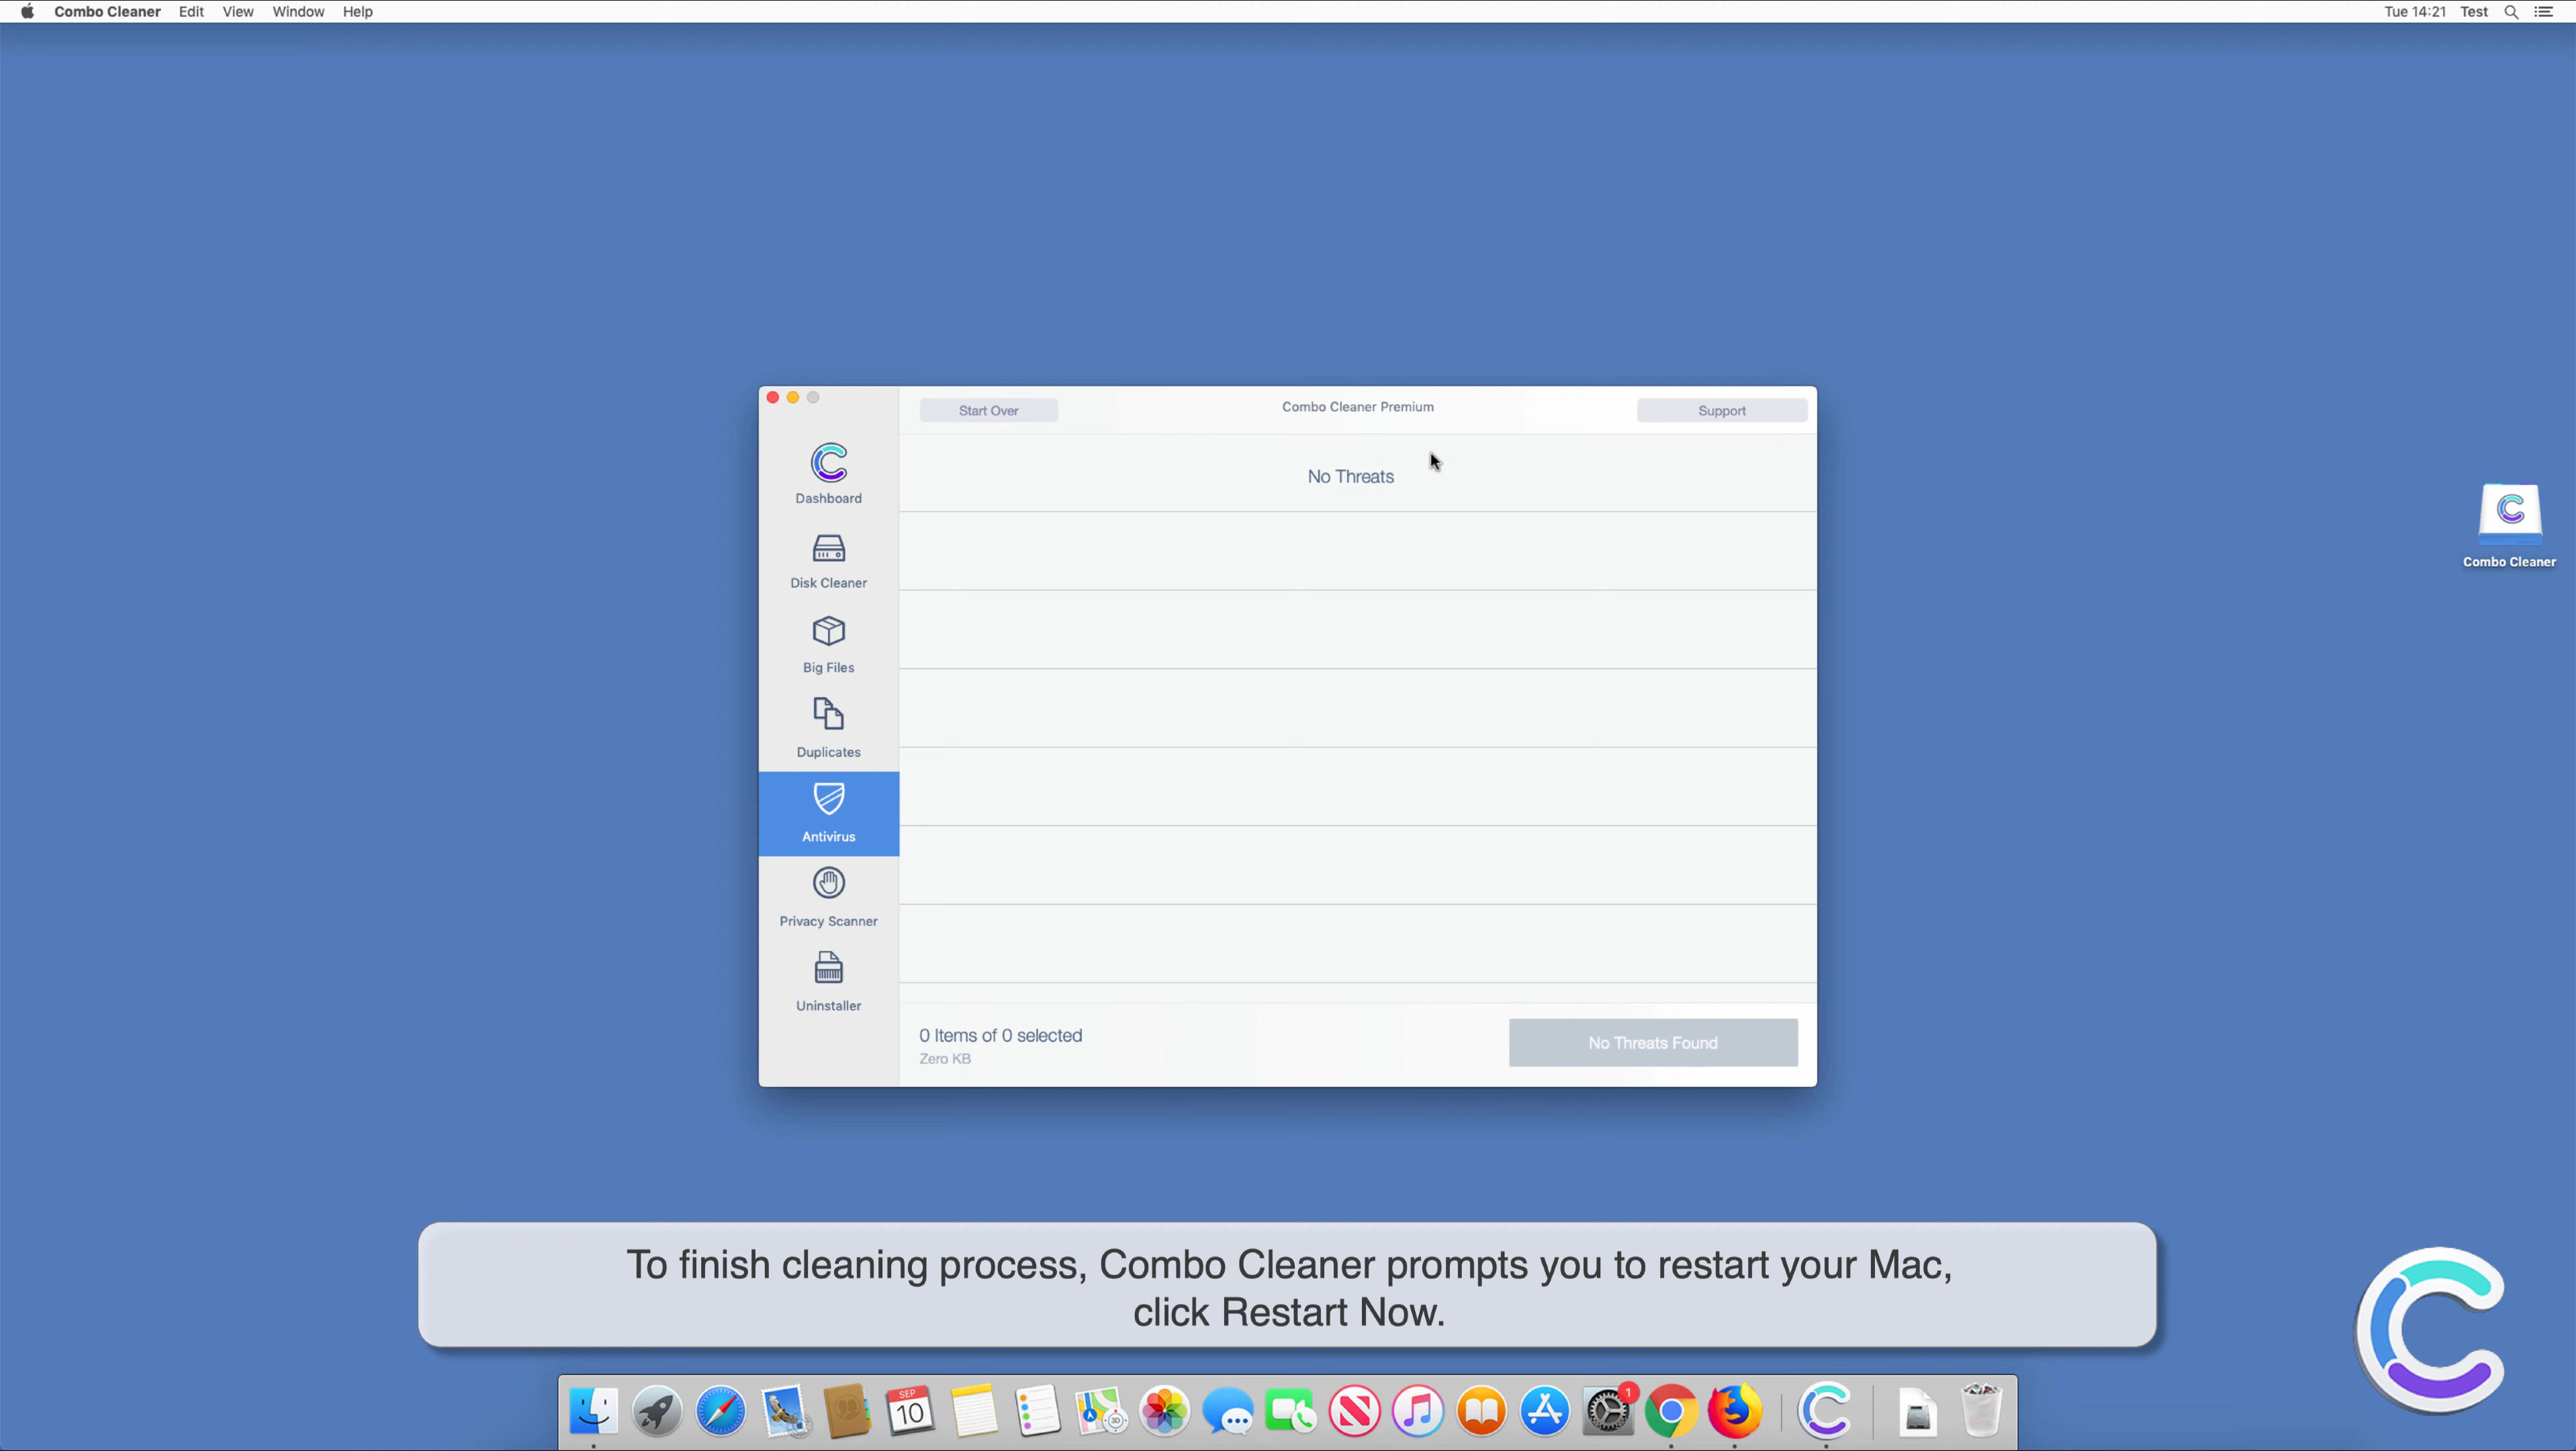 Combo Cleaner Edit View Window Help Tue 14:21 Test
Start Over Combo Cleaner Premium Support
No Threats
Dashboard
Disk Cleaner
Big Files
Duplicates
Antivirus
Privacy Scanner
Uninstaller
0 Items of 0 selected
Zero KB
No Threats Found
Combo Cleaner
To finish cleaning process, Combo Cleaner prompts you to restart your Mac,
click Restart Now.
SEP
10
3D
1